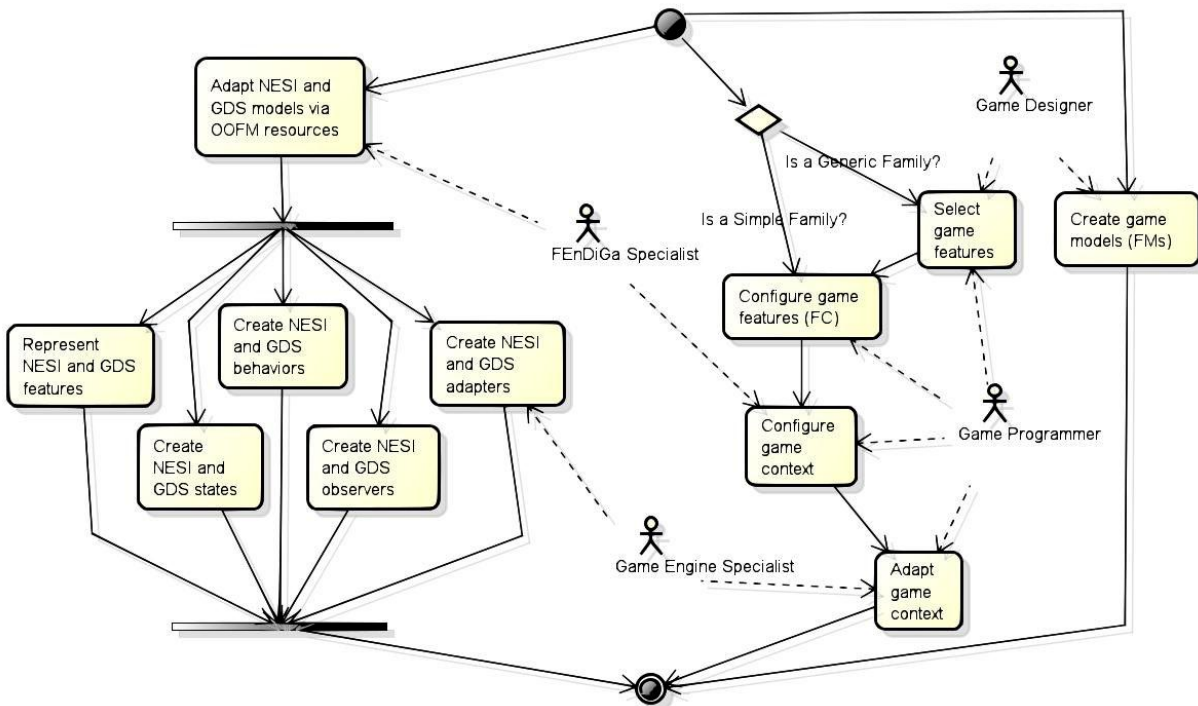 Adapt NESI and
GDS models via
OOFM resources
Game Designer
Is a Generic Family?
Select
game
features
Create game
models (FMs)
Is a Simple Family?
FEnDiGa Specialist
Configure game
features (FC)
Represent
NESI and GDS
features
Create NESI
and GDS
behaviors
Create NESI
and GDS
adapters
Create
NESI and
GDS states
Create NESI
and GDS
observers
Configure
game
context
Game Programmer
Game Engine Specialist
Adapt
game
context